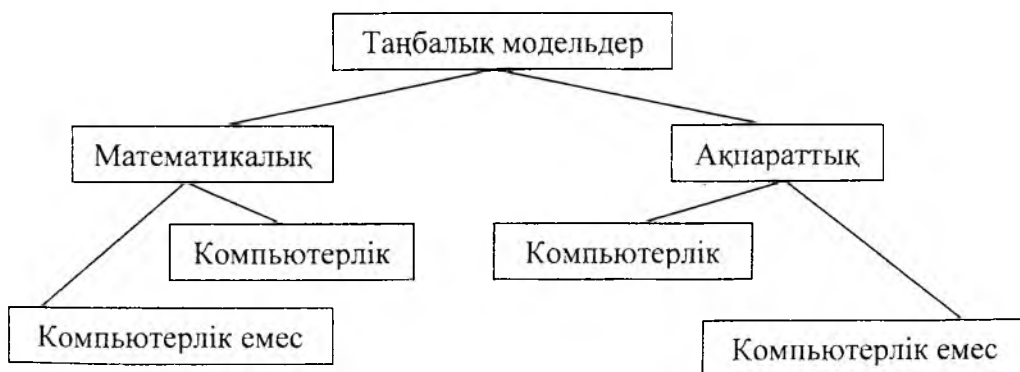 Таңбалық модельдер
Математикалық
Ақпараттық
Компьютерлік
Компьютерлік
Компьютерлік емес
Компьютерлік емес